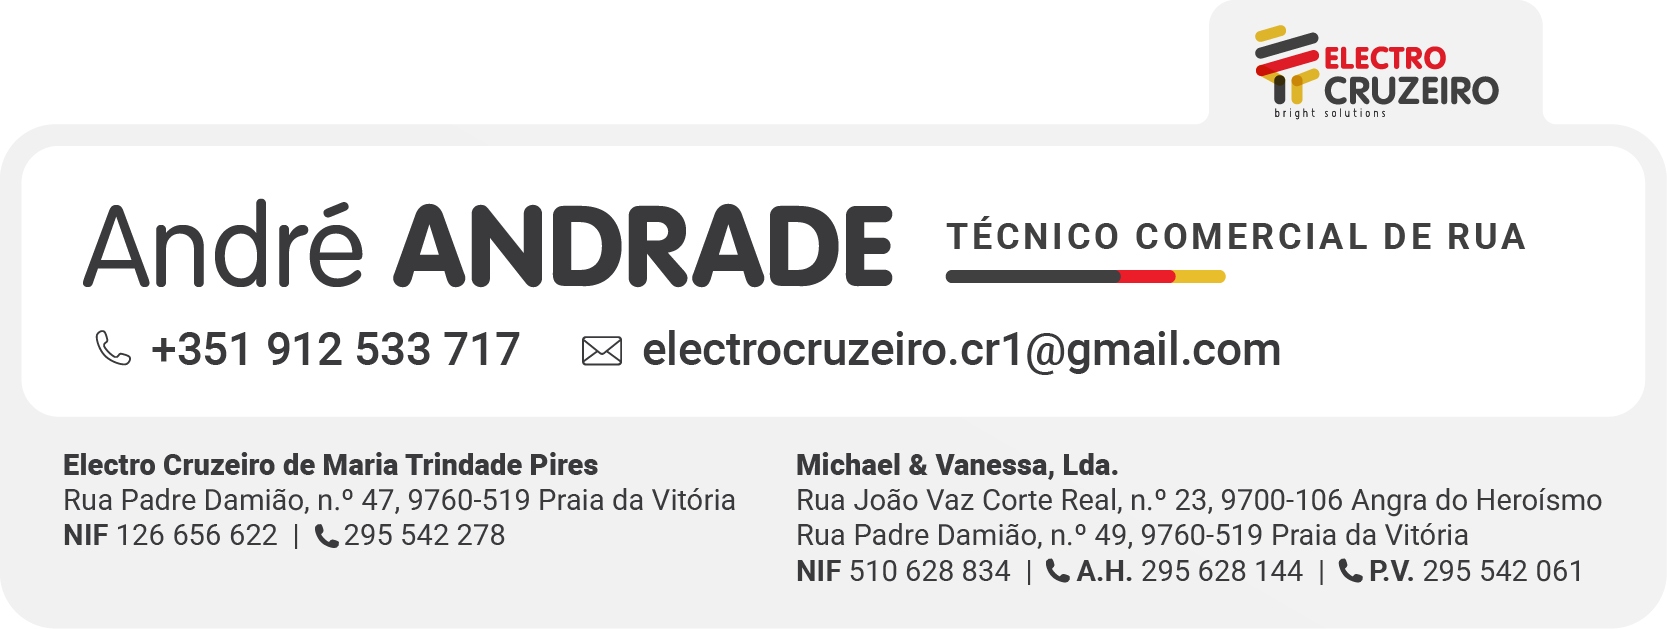 ELECTRO
CRUZEIRO
bright solutions
André ANDRADE
TÉCNICO COMERCIAL DE RUA
+351 912 533 717
electrocruzeiro.cr1@gmail.com
Electro Cruzeiro de Maria Trindade Pires
Rua Padre Damião, n.º 47, 9760-519 Praia da Vitória
NIF 126 656 622 | 295 542 278
Michael & Vanessa, Lda.
Rua João Vaz Corte Real, n.º 23, 9700-106 Angra do Heroísmo
Rua Padre Damião, n.º 49, 9760-519 Praia da Vitória
NIF 510 628 834 | A.H. 295 628 144 | P.V. 295 542 061